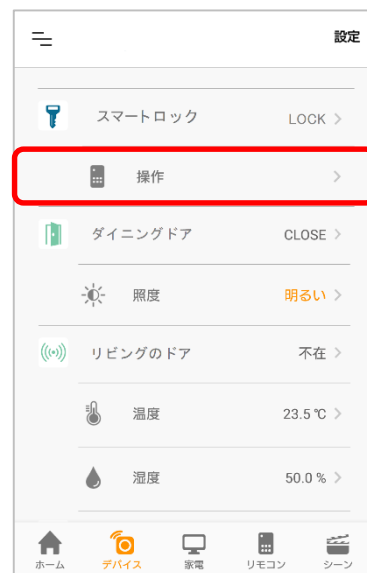 設定
スマートロック LOCK >
操作 >
ダイニングドア CLOSE >
照度 明るい >
リビングのドア 不在 >
温度 23.5 ℃ >
湿度 50.0 % >
ホーム デバイス 家電 リモコン シーン